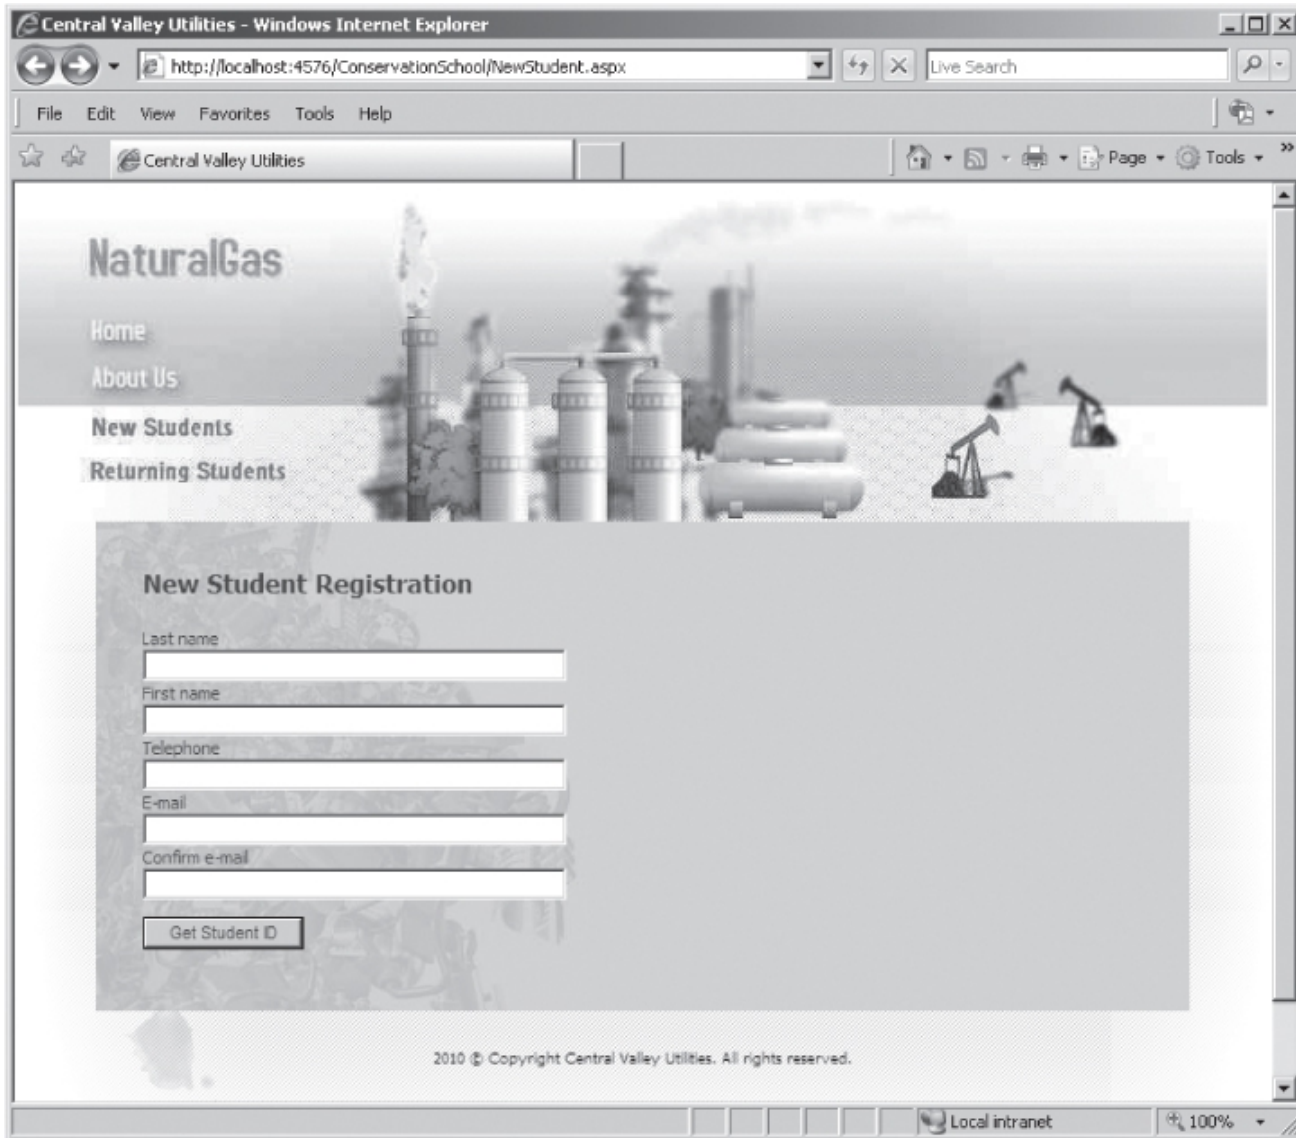 Central Valley Utilities - Windows Internet Explorer
http://localhost:4576/ConservationSchool/NewStudent.aspx
Live Search
File Edit View Favorites Tools Help
Central Valley Utilities
Page Tools
NaturalGas
Home
About Us
New Students
Returning Students
New Student Registration
Last name
First name
Telephone
E-mail
Confirm e-mail
Get Student ID
2010 © Copyright Central Valley Utilities. All rights reserved.
Local intranet
100%